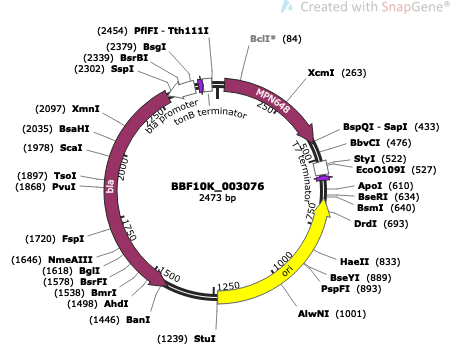 Created with SnapGene®
(2454) PflFI - Tth111I
(2379) BsgI
(2339) BsrBI
(2302) SspI
BclI* (84)
XcmI (263)
BspQI - SapI (433)
BbvCI (476)
StyI (522)
EcoO109I (527)
ApoI (610)
BseRI (634)
BsmI (640)
DrdI (693)
HaeII (833)
BseYI (889)
PspFI (893)
AlwNI (1001)
(1239) StuI
(1446) BanI
(1498) AhdI
(1538) BmrI
(1578) BsrFI
(1618) BglI
(1646) NmeAIII
(1720) FspI
(1868) PvuI
(1897) TsoI
(1978) ScaI
(2035) BsaHI
(2097) XmnI
bla promoter
tonB terminator
MPN648
T7 terminator
ori
bla
250
500
750
1000
1250
1500
1750
2000
2250
BBF10K_003076
2473 bp